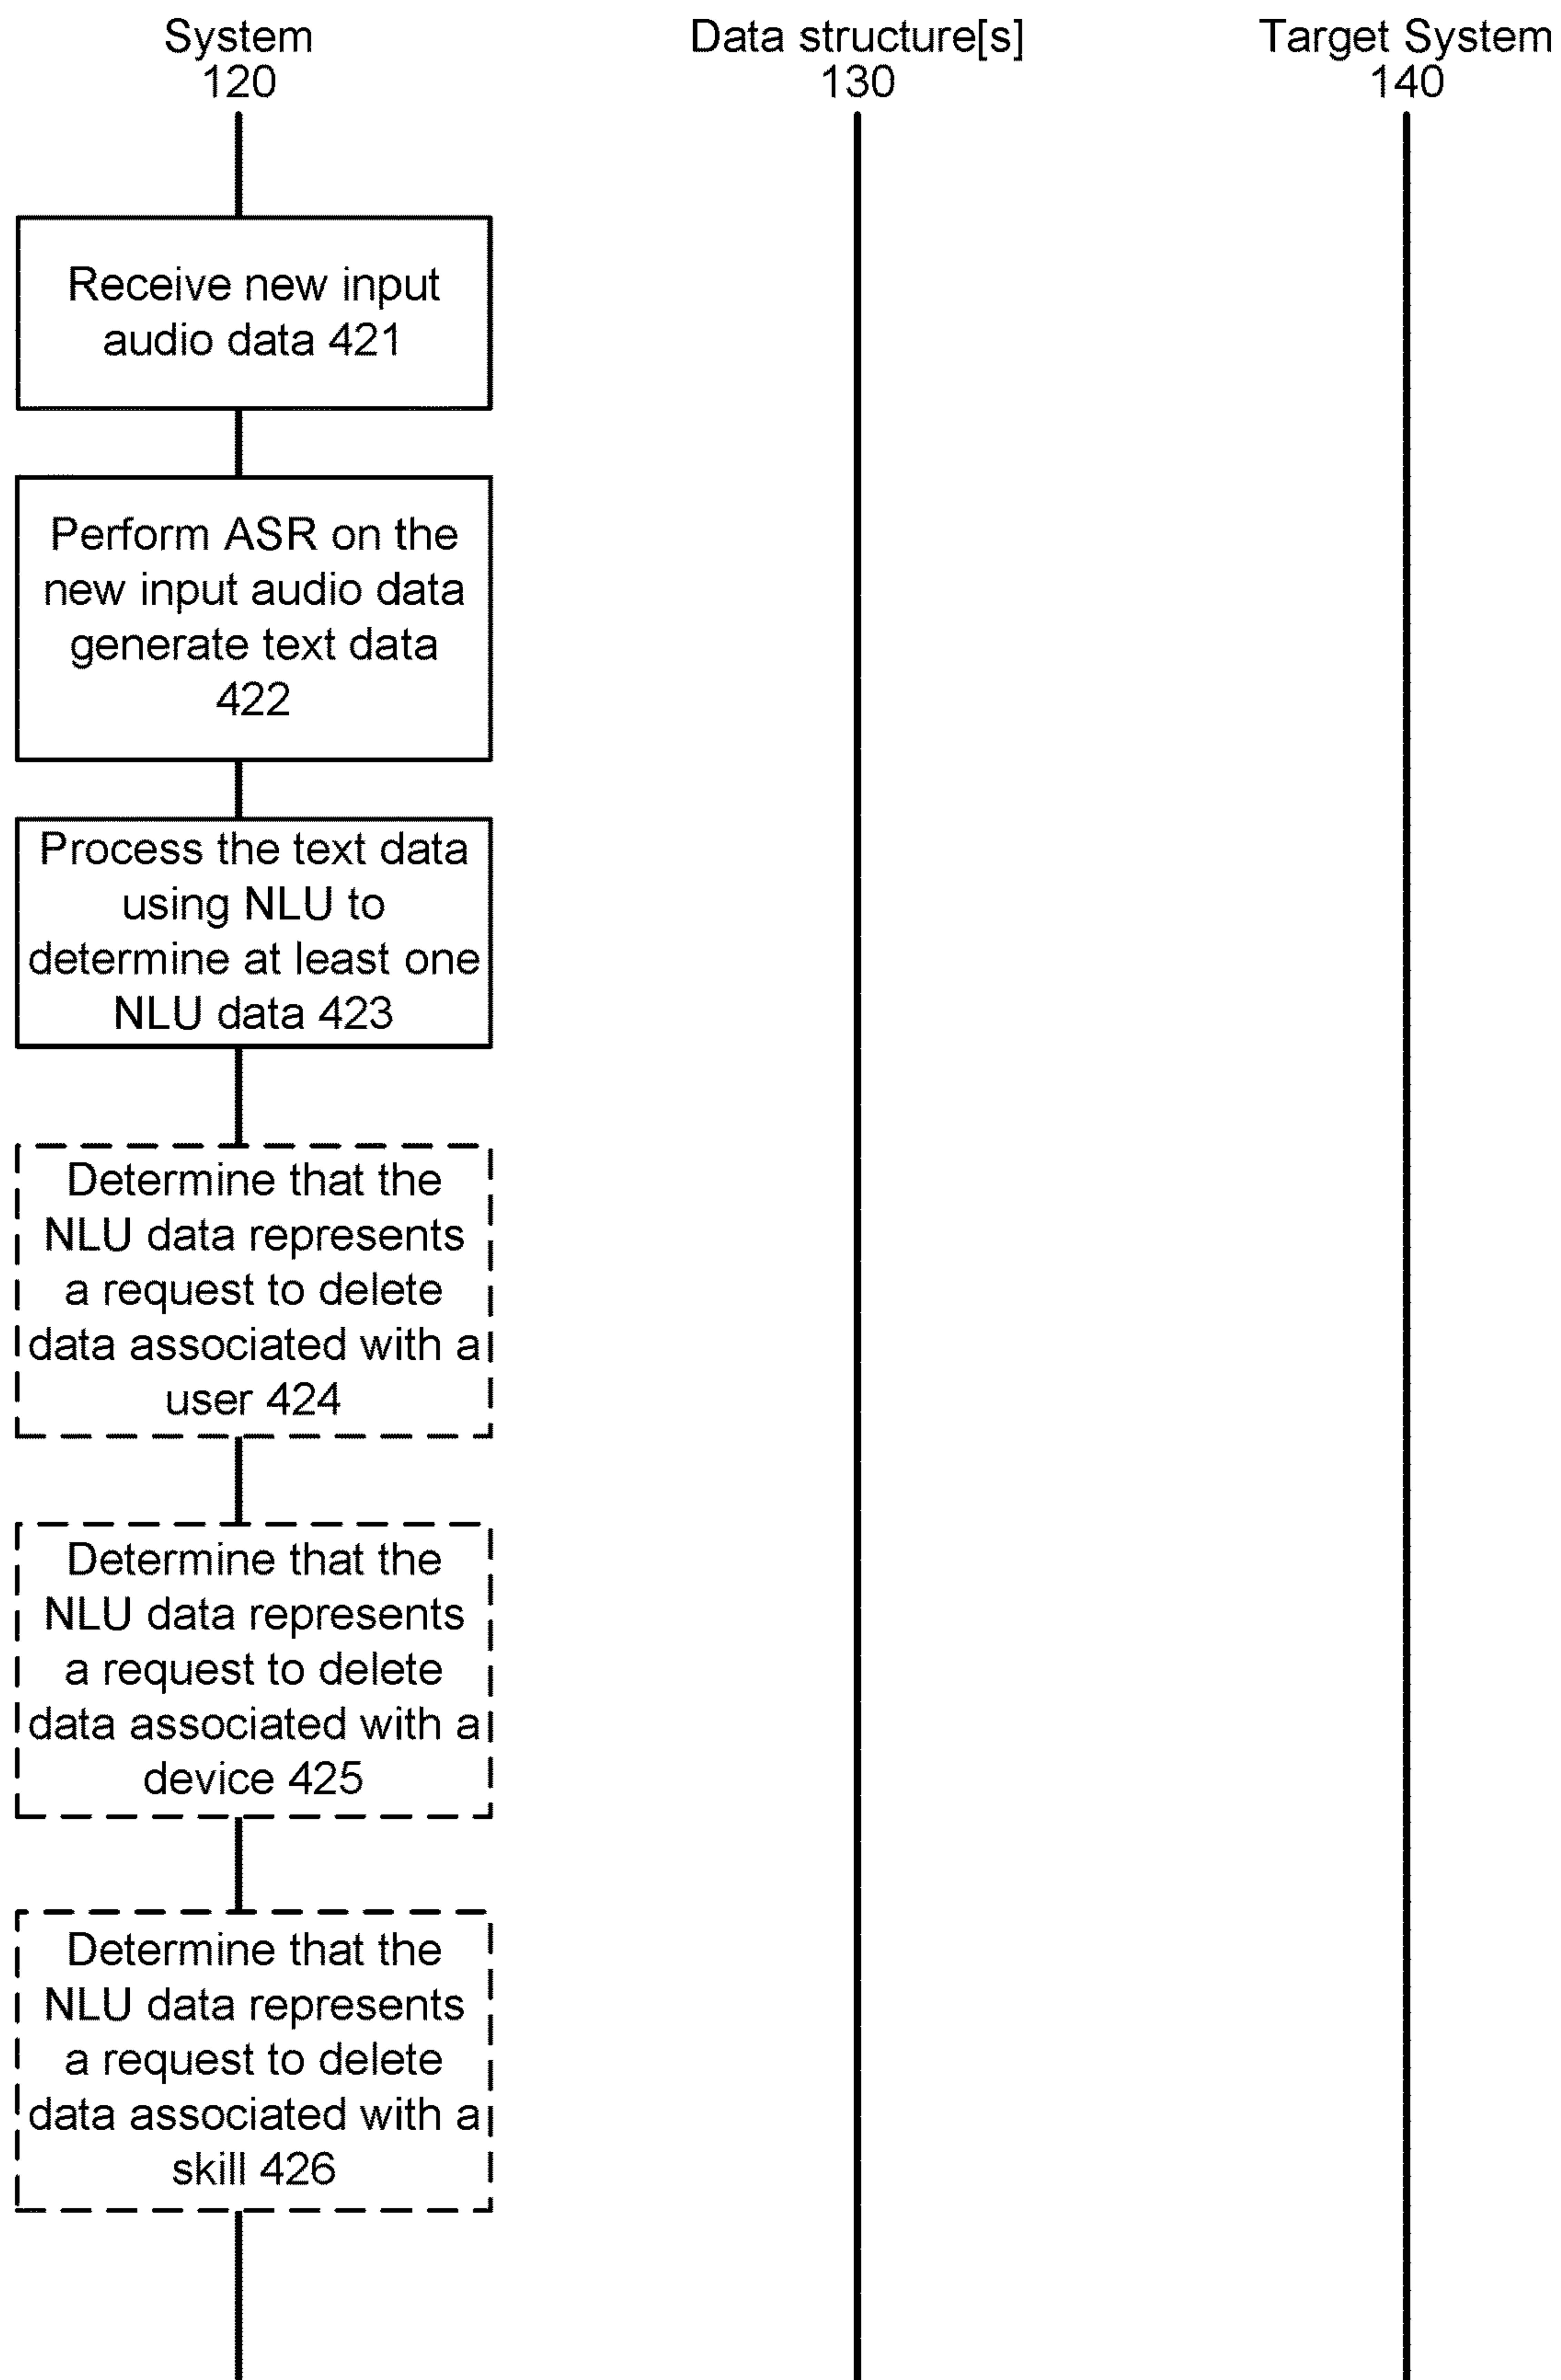 System
120
Data structure[s]
130
Target System
140
Receive new input
audio data 421
Perform ASR on the
new input audio data
generate text data
422
Process the text data
using NLU to
determine at least one
NLU data 423
Determine that the
NLU data represents
a request to delete
data associated with a
user 424
Determine that the
NLU data represents
a request to delete
data associated with a
device 425
Determine that the
NLU data represents
a request to delete
data associated with a
skill 426